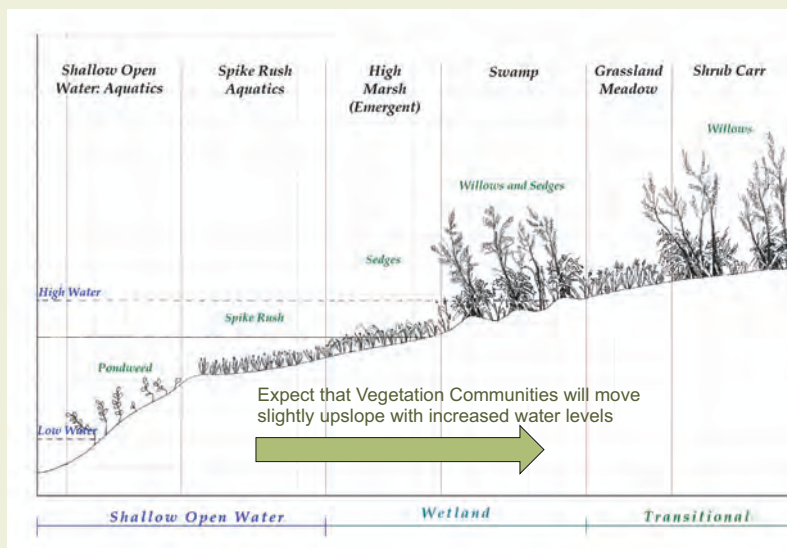 Shallow Open
Water: Aquatics
Spike Rush
Aquatics
High
Marsh
(Emergent)
Swamp
Grassland
Meadow
Shrub Carr
Willows
Willows and Sedges
Sedges
High Water
Spike Rush
Pondweed
Expect that Vegetation Communities will move
slightly upslope with increased water levels
Low Water
Shallow Open Water
Wetland
Transitional